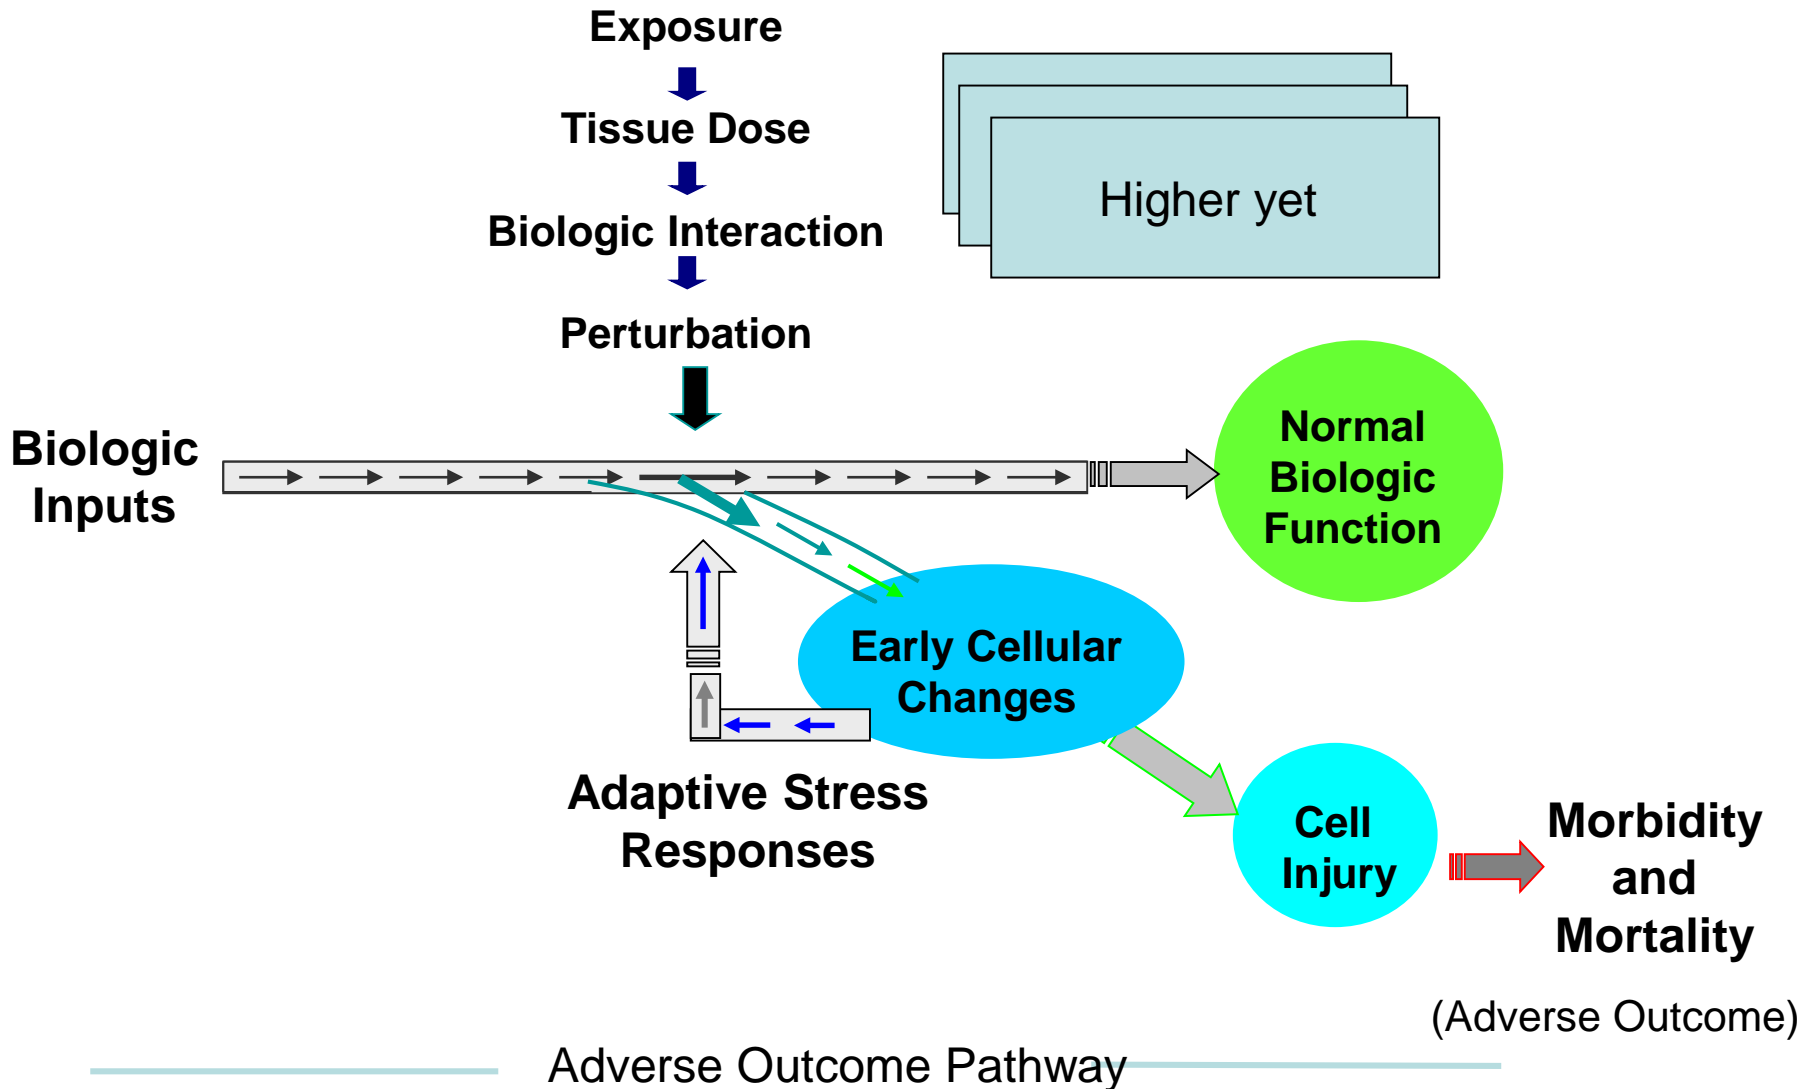 Exposure
Tissue Dose
Higher yet
Biologic Interaction
Perturbation
Biologic
Inputs
Normal
Biologic
Function
Early Cellular
Changes
Adaptive Stress
Responses
Cell
Injury
Morbidity
and
Mortality
(Adverse Outcome)
Adverse Outcome Pathway